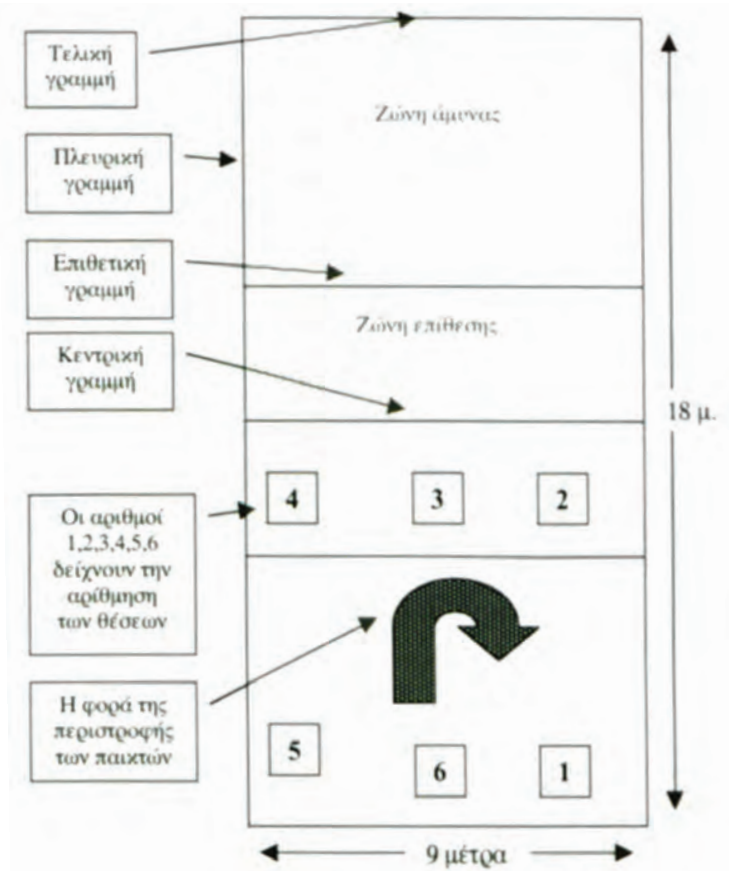 Τελική
γραμμή
Ζώνη άμυνας
Πλευρική
γραμμή
Επιθετική
γραμμή
Ζώνη επίθεσης
Κεντρική
γραμμή
18 μ.
4 3 2
Οι αριθμοί
1,2,3,4,5,6
δείχνουν την
αρίθμηση
των θέσεων
Η φορά της
περιστροφής
των παικτών
5 6 1
9 μέτρα